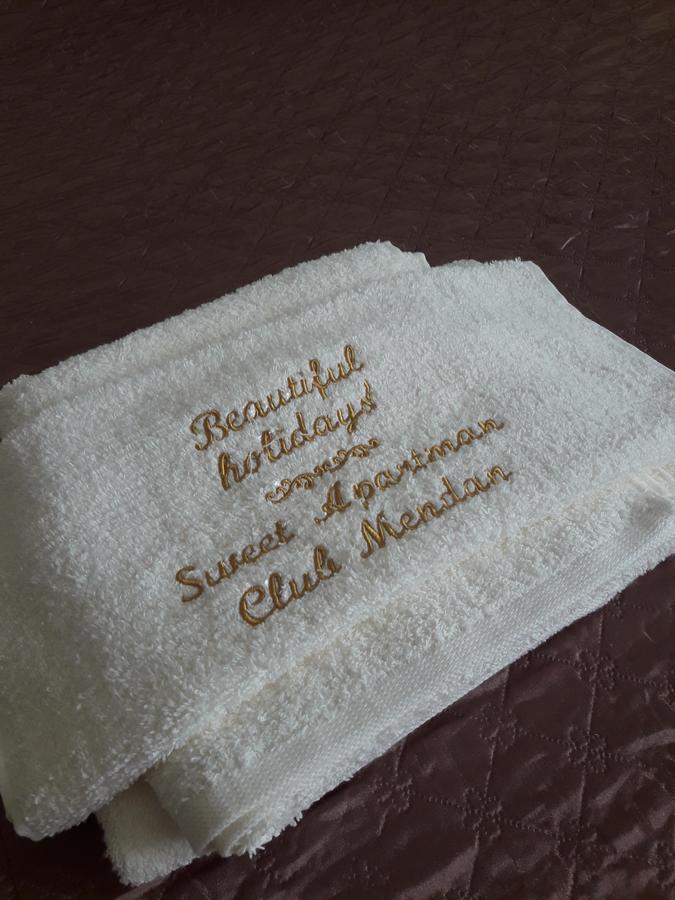 Beautiful
holidays
Sweet Apartman
Club Mendan